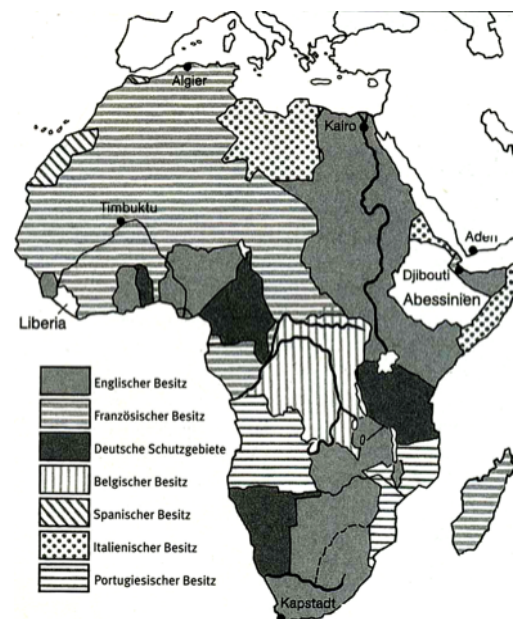 Algier
Kairo
Timbuktu
Aden
Djibouti
Abessinien
Liberia
Englischer Besitz
Französischer Besitz
Deutsche Schutzgebiete
Belgischer Besitz
Spanischer Besitz
Italienischer Besitz
Portugiesischer Besitz
Kapstadt